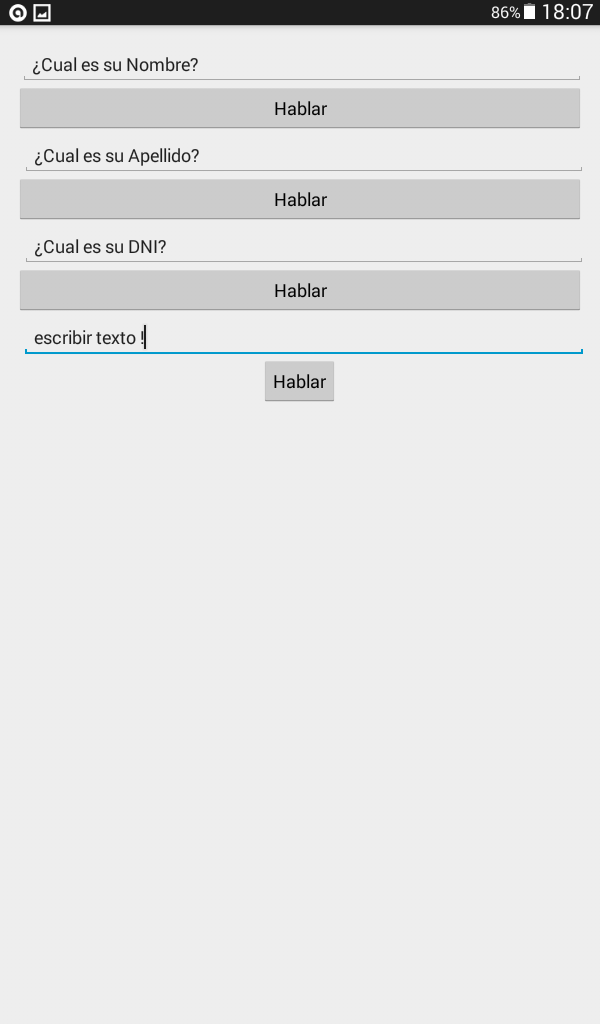 86% 18:07
¿Cual es su Nombre?
Hablar
¿Cual es su Apellido?
Hablar
¿Cual es su DNI?
Hablar
escribir texto !
Hablar